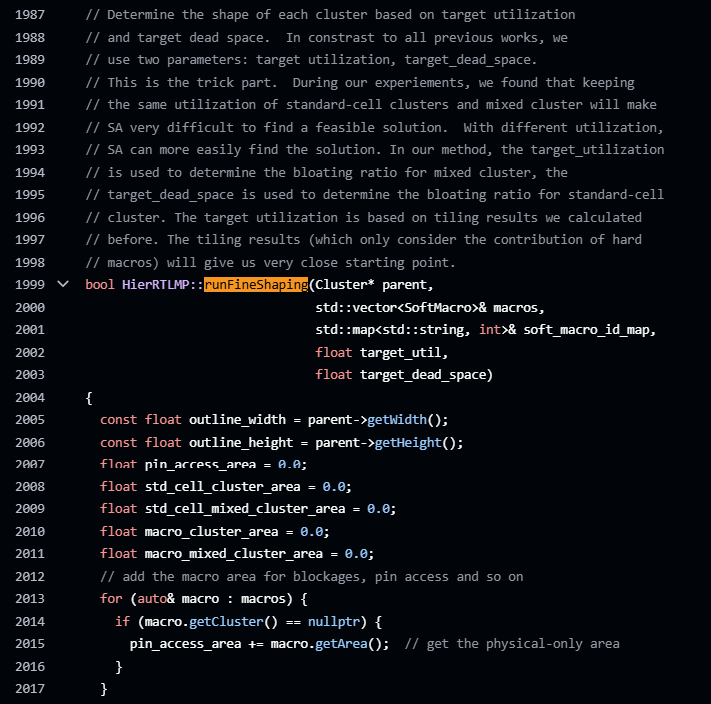 1987 // Determine the shape of each cluster based on target utilization
1988 // and target dead space.  In constrast to all previous works, we
1989 // use two parameters: target utilization, target_dead_space.
1990 // This is the trick part.  During our experiements, we found that keeping
1991 // the same utilization of standard-cell clusters and mixed cluster will make
1992 // SA very difficult to find a feasible solution.  With different utilization,
1993 // SA can more easily find the solution. In our method, the target_utilization
1994 // is used to determine the bloating ratio for mixed cluster, the
1995 // target_dead_space is used to determine the bloating ratio for standard-cell
1996 // cluster. The target utilization is based on tiling results we calculated
1997 // before. The tiling results (which only consider the contribution of hard
1998 // macros) will give us very close starting point.
1999 bool HierRTLMP::runFineShaping(Cluster* parent,
2000                                std::vector<SoftMacro>& macros,
2001                                std::map<std::string, int>& soft_macro_id_map,
2002                                float target_util,
2003                                float target_dead_space)
2004 {
2005   const float outline_width = parent->getWidth();
2006   const float outline_height = parent->getHeight();
2007   float pin_access_area = 0.0;
2008   float std_cell_cluster_area = 0.0;
2009   float std_cell_mixed_cluster_area = 0.0;
2010   float macro_cluster_area = 0.0;
2011   float macro_mixed_cluster_area = 0.0;
2012   // add the macro area for blockages, pin access and so on
2013   for (auto& macro : macros) {
2014     if (macro.getCluster() == nullptr) {
2015       pin_access_area += macro.getArea();  // get the physical-only area
2016     }
2017   }